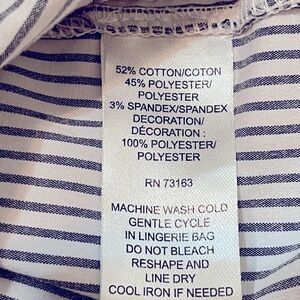 52% COTTON/COTON
45% POLYESTER/
POLYESTER
3% SPANDEX/SPANDEX
DECORATION/
DÉCORATION :
100% POLYESTER/
POLYESTER
RN 73163
MACHINE WASH COLD
GENTLE CYCLE
IN LINGERIE BAG
DO NOT BLEACH
RESHAPE AND
LINE DRY
COOL IRON IF NEEDED